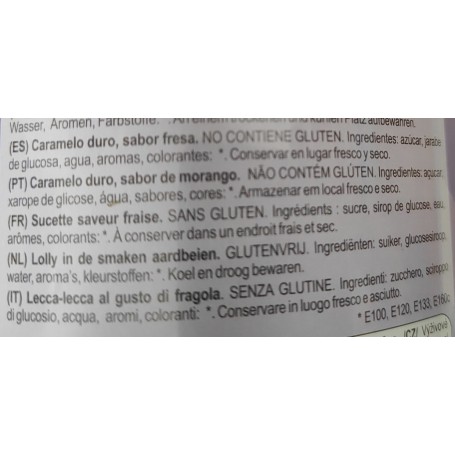 Wasser, Aromen, Farbstoffe: *. An einem trockenen und kühlen Platz aufbewahren.
(ES) Caramelo duro, sabor fresa. NO CONTIENE GLUTEN. Ingredientes: azúcar, jarabe
de glucosa, agua, aromas, colorantes: *. Conservar en lugar fresco y seco.
(PT) Caramelo duro, sabor de morango. NÃO CONTÉM GLÚTEN. Ingredientes: açucar,
xarope de glicose, água, sabores, cores: *. Armazenar em local fresco e seco.
(FR) Sucette saveur fraise. SANS GLUTEN. Ingrédients : sucre, sirop de glucose, eau,
arômes, colorants: *. À conserver dans un endroit frais et sec.
(NL) Lolly in de smaken aardbeien. GLUTENVRIJ. Ingrediënten: suiker, glucosesiroop,
water, aroma's, kleurstoffen: *. Koel en droog bewaren.
(IT) Lecca-lecca al gusto di fragola. SENZA GLUTINE. Ingredienti: zucchero, sciroppo
di glucosio, acqua, aromi, coloranti: *. Conservare in luogo fresco e asciutto.
* E100, E120, E133, E160c
/CZ/ Výživové